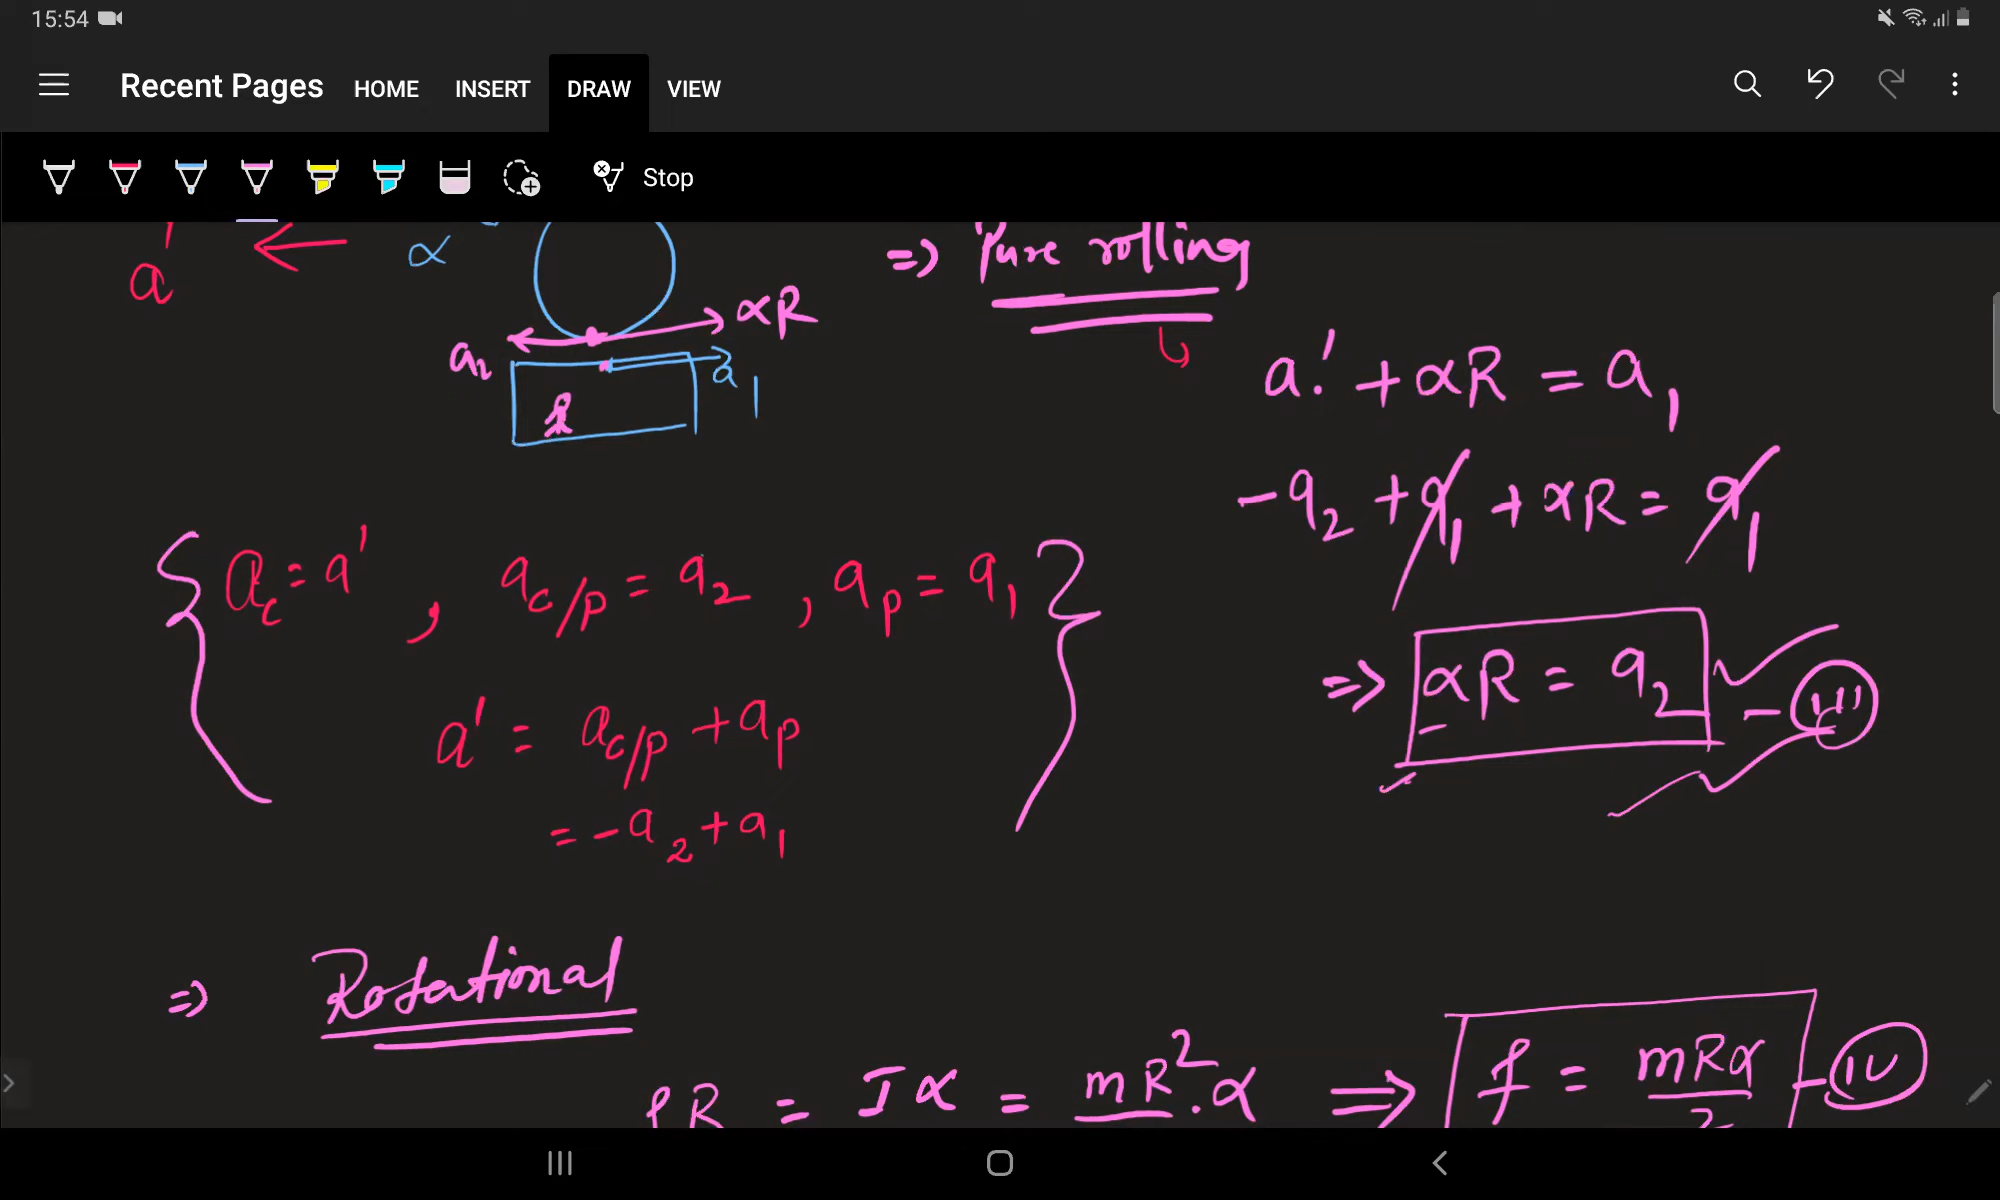 15:54
Recent Pages HOME INSERT DRAW VIEW
Stop
a' ← α
⇒ Pure rolling
αR
a₂
a₁
a' + αR = a₁
-a₂ + a₁ + αR = a₁
a_c = a' , a_c/p = a₂ , a_p = a₁
⇒ αR = a₂ - (III)
a' = a_c/p + a_p
= -a₂ + a₁
⇒ Rotational
fR = Iα = mR² . α ⇒ f = mRα/2 - (IV)